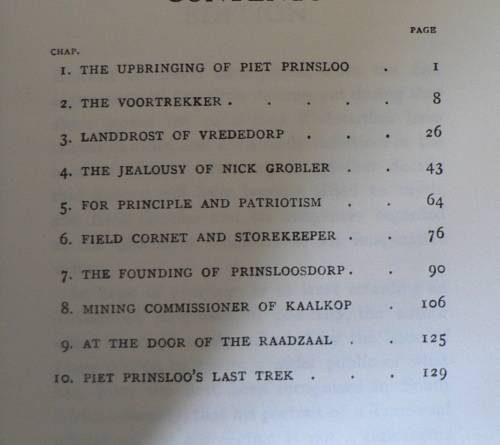 PAGE
CHAP.
1. THE UPBRINGING OF PIET PRINSLOO . 1
2. THE VOORTREKKER . . . . . 8
3. LANDDROST OF VREDEDORP . . . 26
4. THE JEALOUSY OF NICK GROBLER . . 43
5. FOR PRINCIPLE AND PATRIOTISM . . 64
6. FIELD CORNET AND STOREKEEPER . . 76
7. THE FOUNDING OF PRINSLOOSDORP . . . 90
8. MINING COMMISSIONER OF KAALKOP . 106
9. AT THE DOOR OF THE RAADZAAL . . 125
10. PIET PRINSLOO'S LAST TREK . . . 129